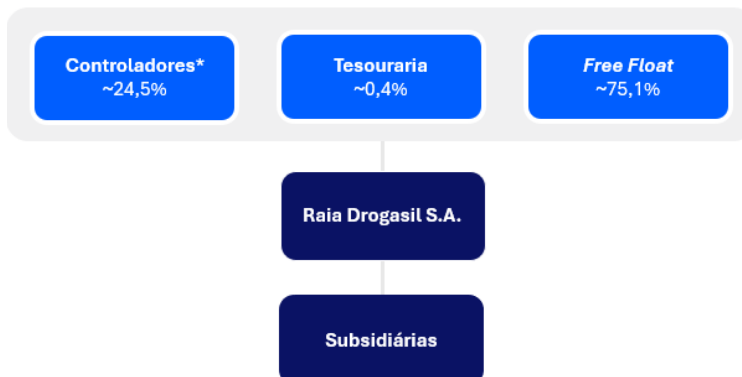 Controladores*
~24,5%
Tesouraria
~0,4%
Free Float
~75,1%
Raia Drogasil S.A.
Subsidiárias